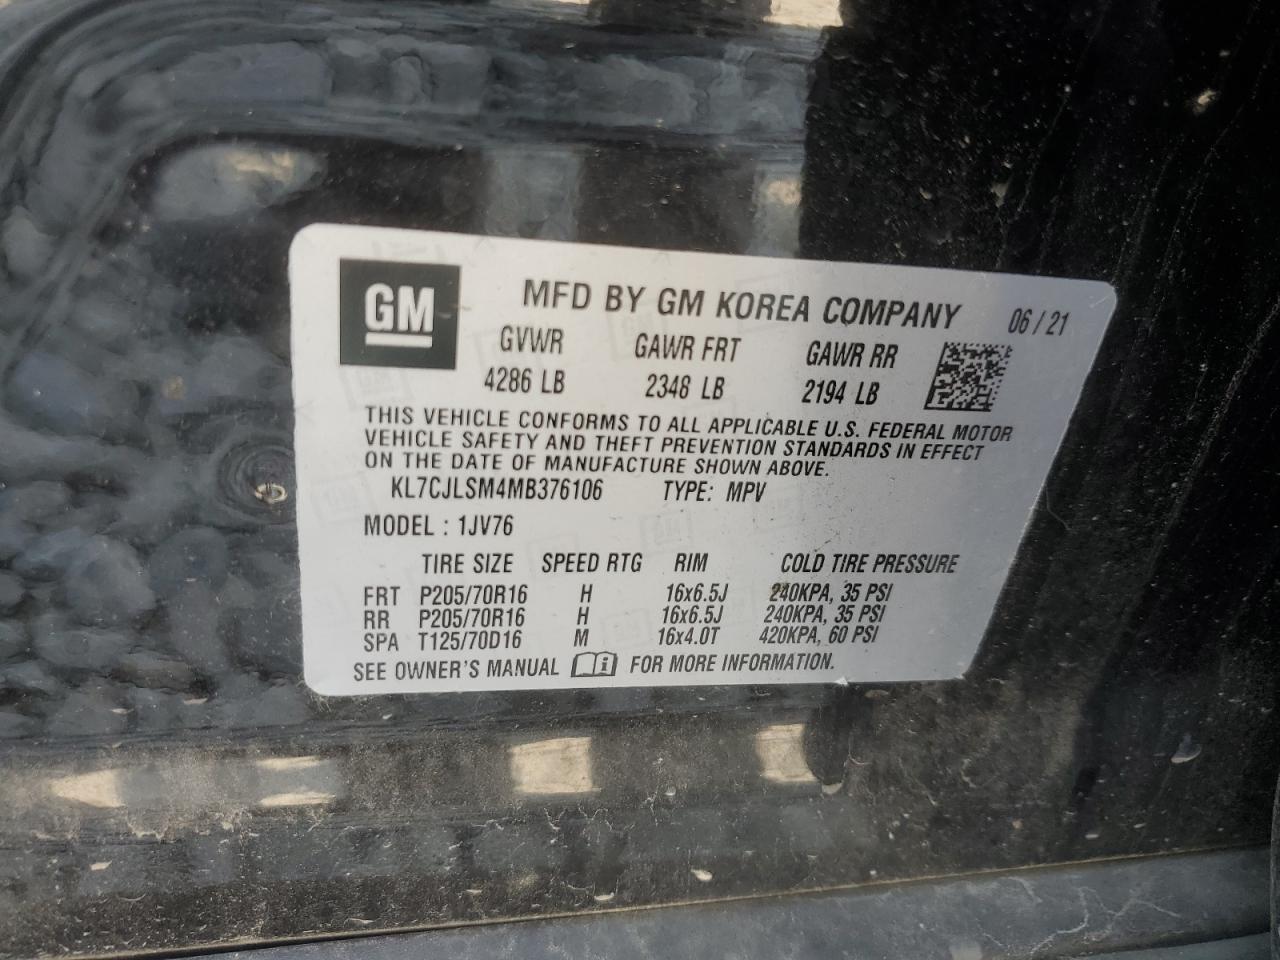 GM
MFD BY GM KOREA COMPANY 06/21
GVWR GAWR FRT GAWR RR
4286 LB 2348 LB 2194 LB
THIS VEHICLE CONFORMS TO ALL APPLICABLE U.S. FEDERAL MOTOR
VEHICLE SAFETY AND THEFT PREVENTION STANDARDS IN EFFECT
ON THE DATE OF MANUFACTURE SHOWN ABOVE.
KL7CJLSM4MB376106 TYPE: MPV
MODEL : 1JV76
TIRE SIZE SPEED RTG RIM COLD TIRE PRESSURE
FRT P205/70R16 H 16x6.5J 240KPA, 35 PSI
RR P205/70R16 H 16x6.5J 240KPA, 35 PSI
SPA T125/70D16 M 16x4.0T 420KPA, 60 PSI
SEE OWNER'S MANUAL i FOR MORE INFORMATION.